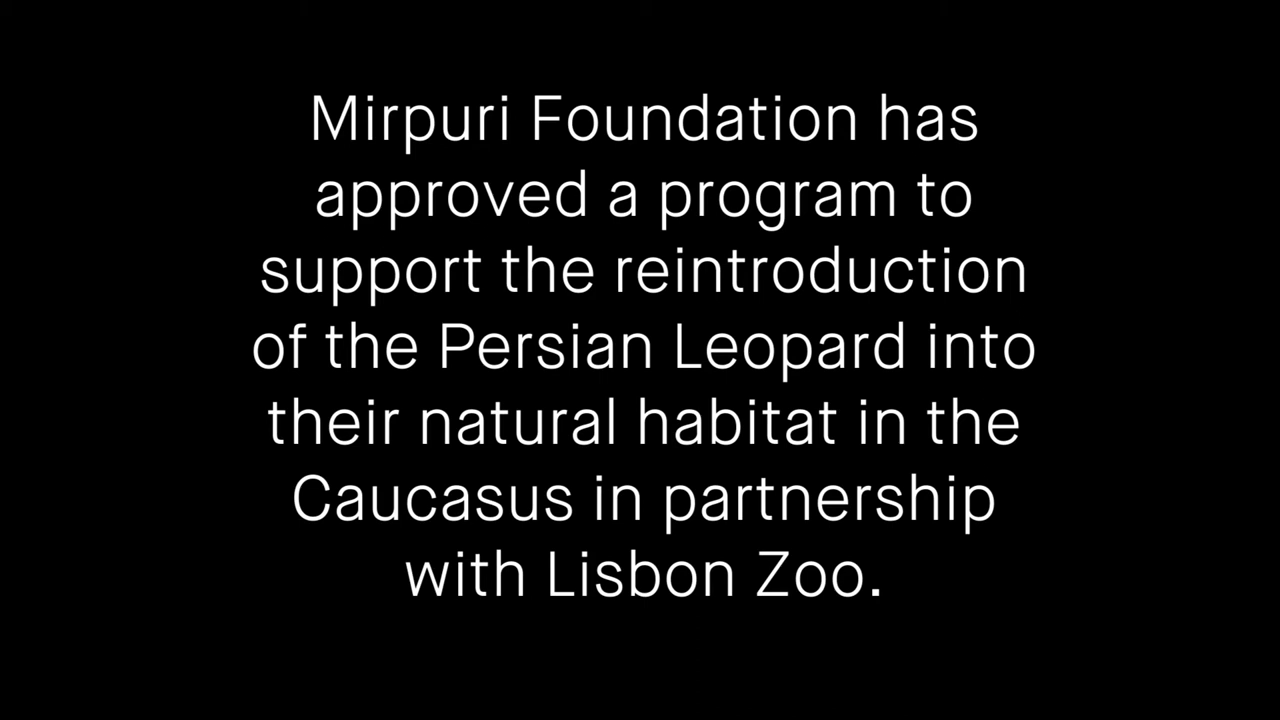 Mirpuri Foundation has
approved a program to
support the reintroduction
of the Persian Leopard into
their natural habitat in the
Caucasus in partnership
with Lisbon Zoo.